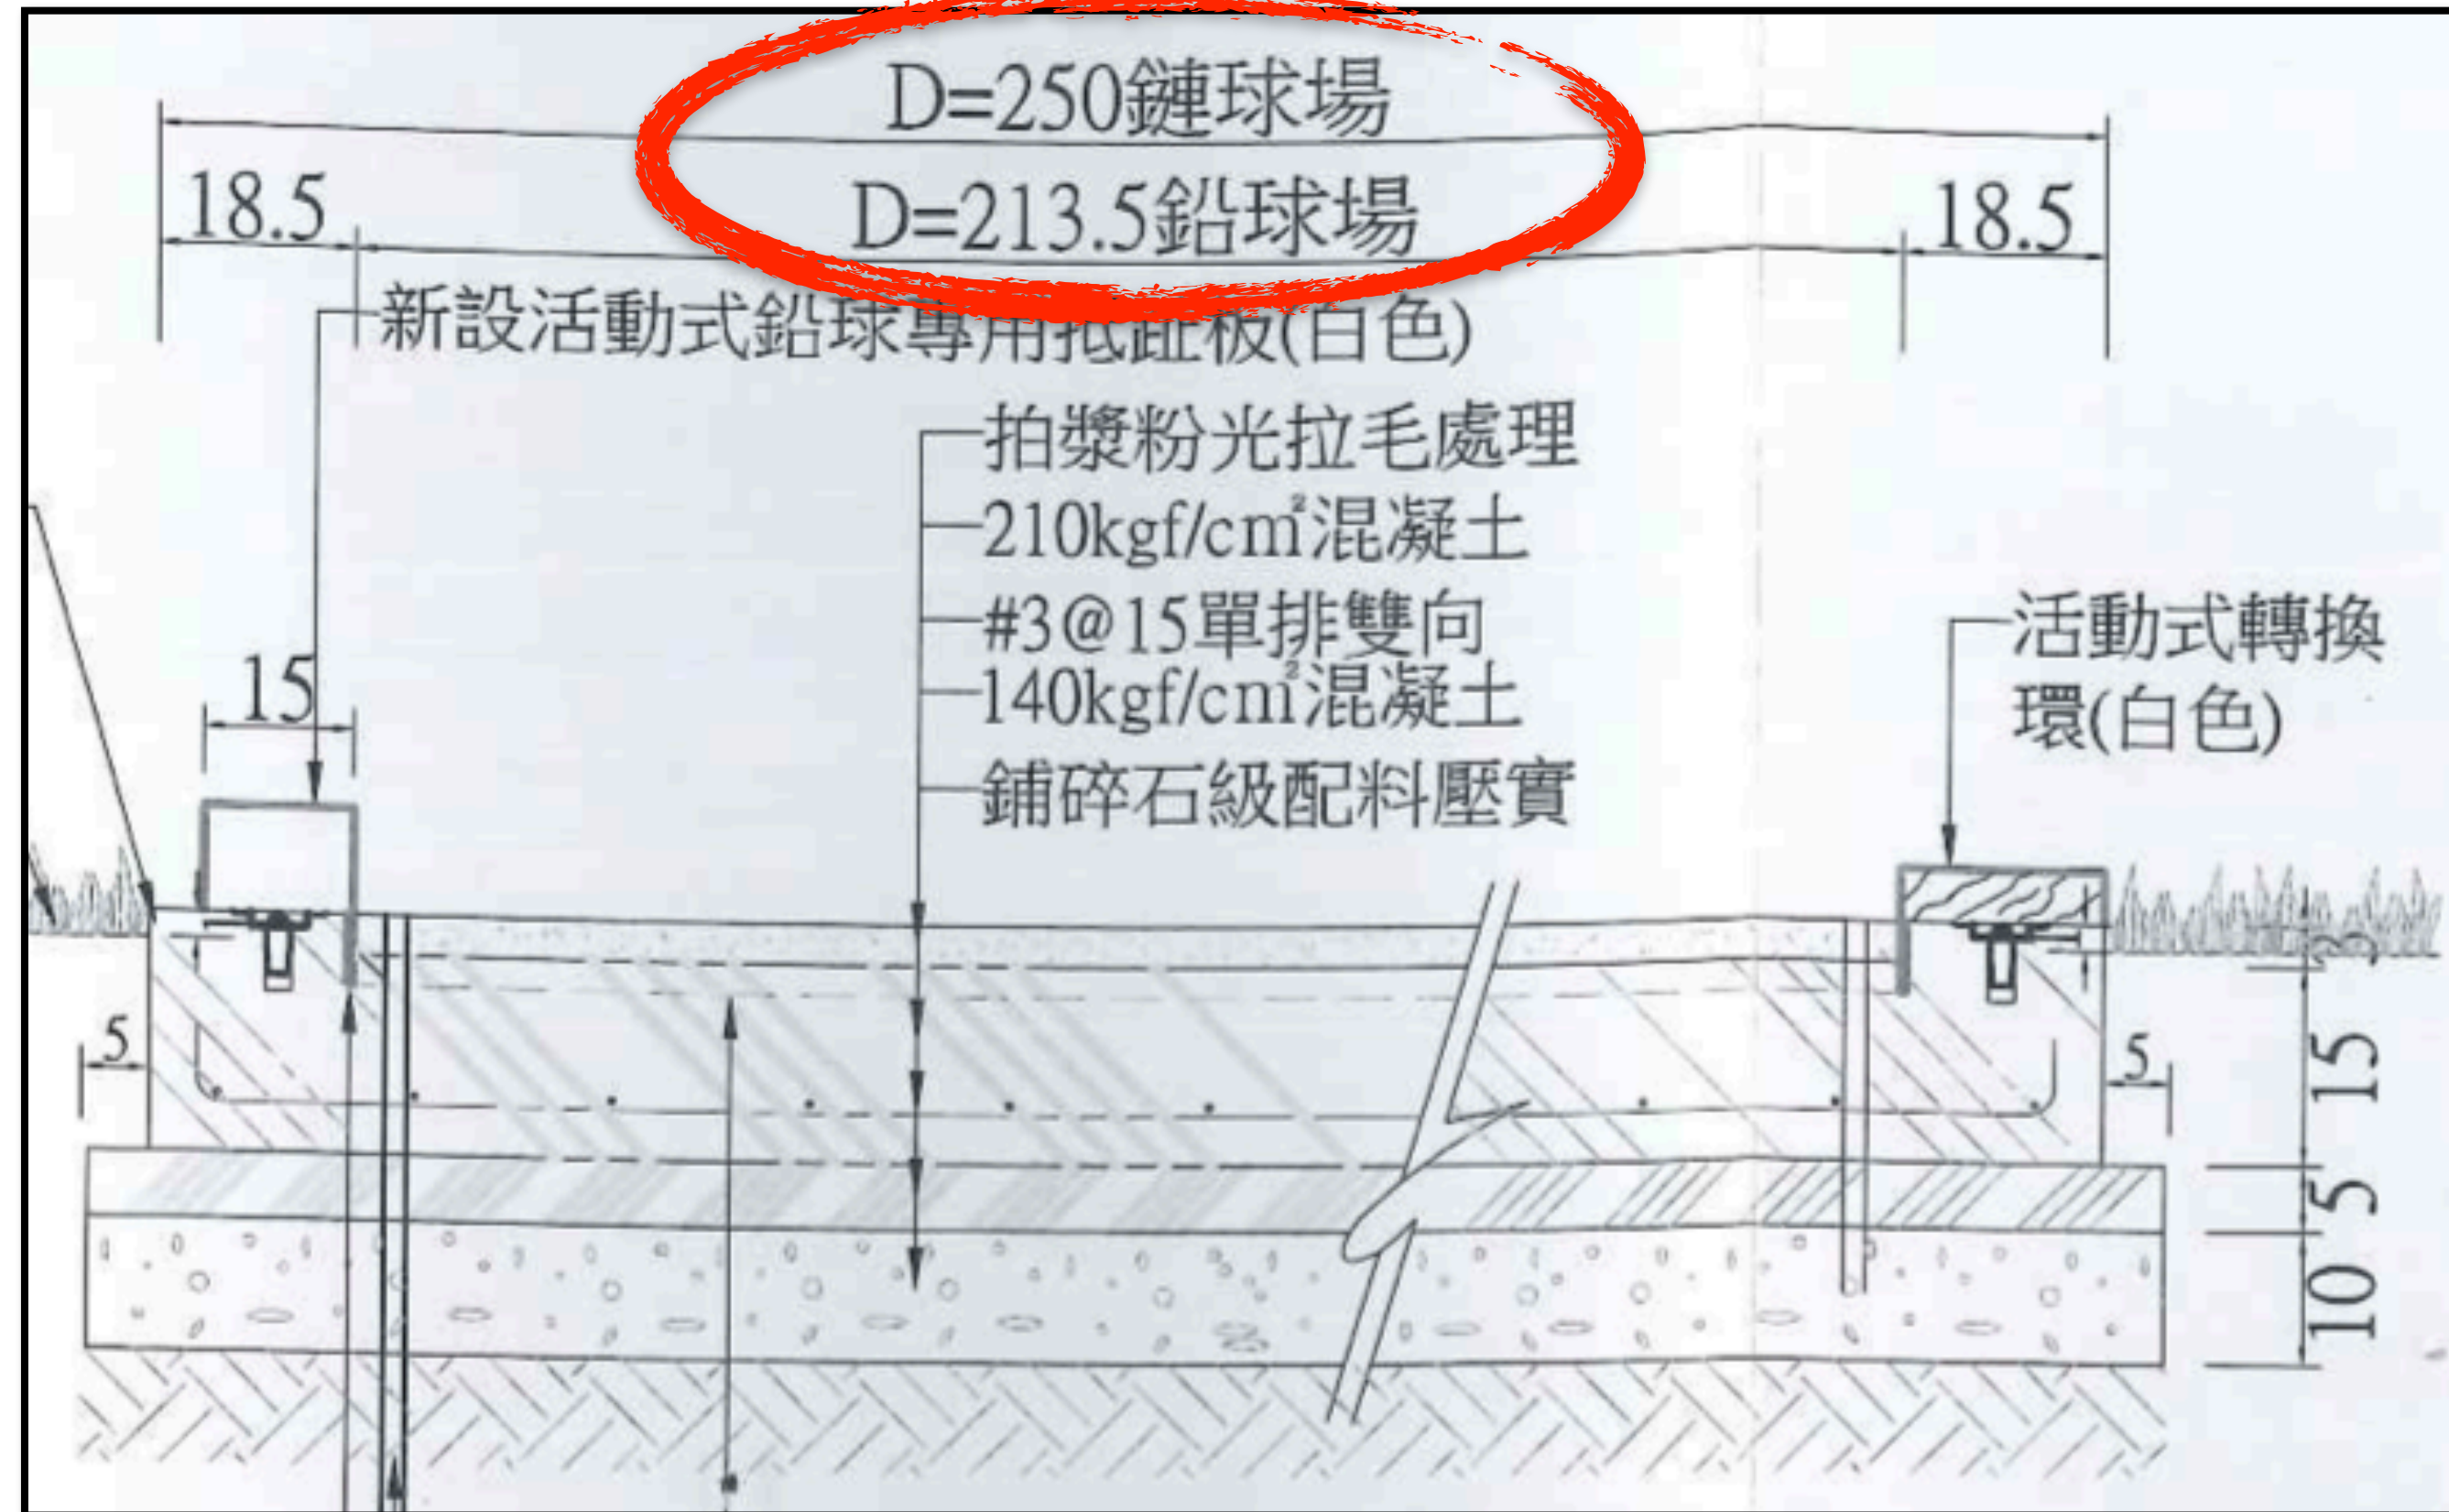 D=250鏈球場
18.5
D=213.5鉛球場
18.5
新設活動式鉛球專用抵趾板(白色)
拍漿粉光拉毛處理
210kgf/cm²混凝土
#3@15單排雙向
140kgf/cm²混凝土
鋪碎石級配料壓實
活動式轉換
環(白色)
15
5
5
3
15
5
10